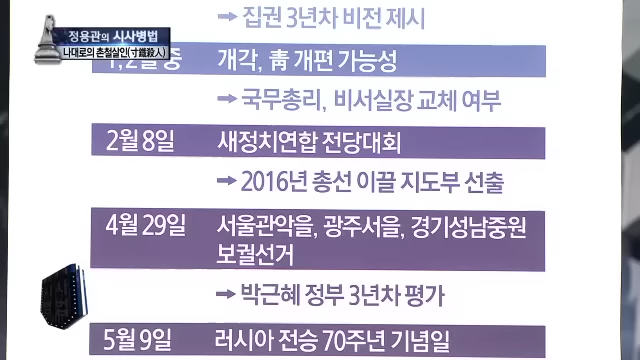 정용관의 시사병법
나대로의 촌철살인(寸鐵殺人)
→ 집권 3년차 비전 제시
1,2월 중 개각, 靑 개편 가능성
→ 국무총리, 비서실장 교체 여부
2월 8일 새정치연합 전당대회
→ 2016년 총선 이끌 지도부 선출
4월 29일 서울관악을, 광주서을, 경기성남중원
보궐선거
→ 박근혜 정부 3년차 평가
5월 9일 러시아 전승 70주년 기념일